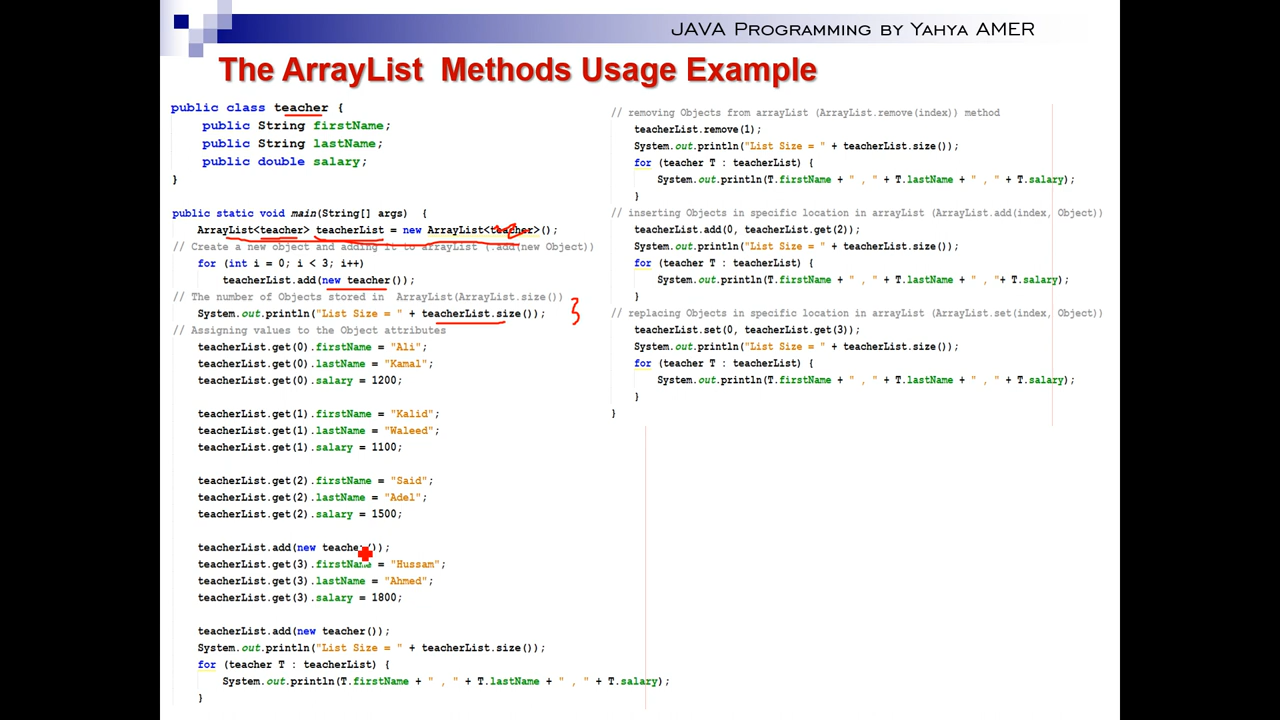 JAVA Programming by Yahya AMER
The ArrayList Methods Usage Example
public class teacher {
public String firstName;
public String lastName;
public double salary;
}
public static void main(String[] args) {
ArrayList<teacher> teacherList = new ArrayList<teacher>();
// Create a new object and adding it to arrayList (.add(new Object))
for (int i = 0; i < 3; i++)
teacherList.add(new teacher());
// The number of Objects stored in ArrayList(ArrayList.size())
System.out.println("List Size = " + teacherList.size());
// Assigning values to the Object attributes
teacherList.get(0).firstName = "Ali";
teacherList.get(0).lastName = "Kamal";
teacherList.get(0).salary = 1200;
teacherList.get(1).firstName = "Kalid";
teacherList.get(1).lastName = "Waleed";
teacherList.get(1).salary = 1100;
teacherList.get(2).firstName = "Said";
teacherList.get(2).lastName = "Adel";
teacherList.get(2).salary = 1500;
teacherList.add(new teacher());
teacherList.get(3).firstName = "Hussam";
teacherList.get(3).lastName = "Ahmed";
teacherList.get(3).salary = 1800;
teacherList.add(new teacher());
System.out.println("List Size = " + teacherList.size());
for (teacher T : teacherList) {
System.out.println(T.firstName + " , " + T.lastName + " , " + T.salary);
}
// removing Objects from arrayList (ArrayList.remove(index)) method
teacherList.remove(1);
System.out.println("List Size = " + teacherList.size());
for (teacher T : teacherList) {
System.out.println(T.firstName + " , " + T.lastName + " , " + T.salary);
}
// inserting Objects in specific location in arrayList (ArrayList.add(index, Object))
teacherList.add(0, teacherList.get(2));
System.out.println("List Size = " + teacherList.size());
for (teacher T : teacherList) {
System.out.println(T.firstName + " , " + T.lastName + " , "+ T.salary);
}
// replacing Objects in specific location in arrayList (ArrayList.set(index, Object))
teacherList.set(0, teacherList.get(3));
System.out.println("List Size = " + teacherList.size());
for (teacher T : teacherList) {
System.out.println(T.firstName + " , " + T.lastName + " , " + T.salary);
}
}